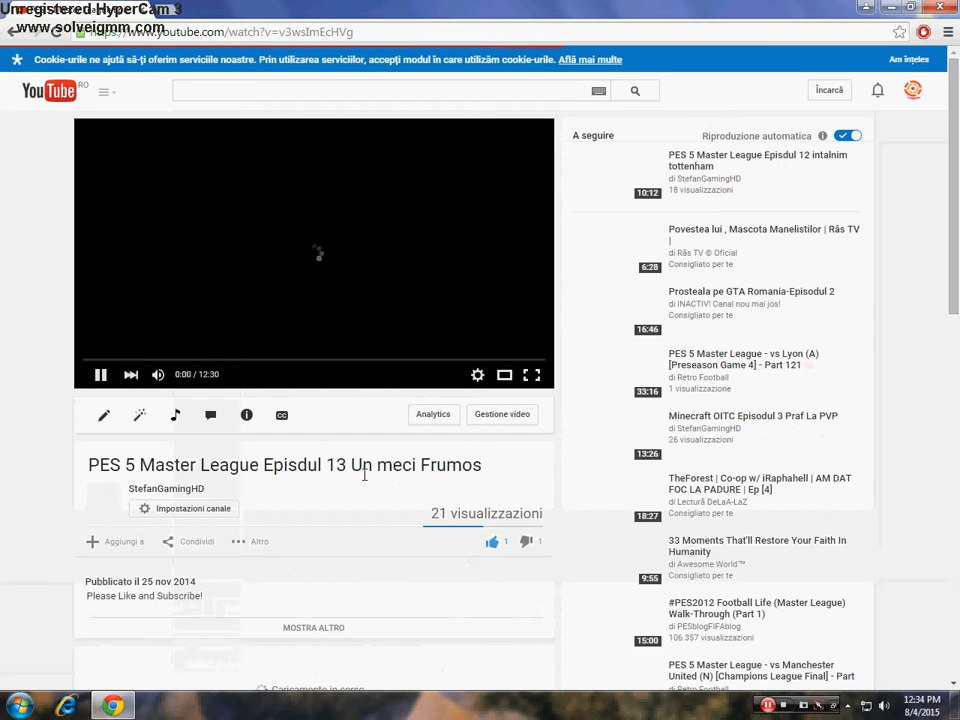 Unregistered HyperCam 3
www.solveigmm.com
https://www.youtube.com/watch?v=v3wsImEcHVg
Cookie-urile ne ajută să-ți oferim serviciile noastre. Prin utilizarea serviciilor, accepți modul în care utilizăm cookie-urile. Află mai multe
Am înțeles
YouTube RO
Încarcă
A seguire
Riproduzione automatica
PES 5 Master League Episdul 12 intalnim
tottenham
di StefanGamingHD
18 visualizzazioni
10:12
Povestea lui , Mascota Manelistilor | Râs TV
|
di Râs TV © Oficial
Consigliato per te
6:28
Prosteala pe GTA Romania-Episodul 2
di INACTIV! Canal nou mai jos!
Consigliato per te
16:46
PES 5 Master League - vs Lyon (A)
[Preseason Game 4] - Part 121
di Retro Football
1 visualizzazione
33:16
Minecraft OITC Episodul 3 Praf La PVP
di StefanGamingHD
26 visualizzazioni
13:26
TheForest | Co-op w/ iRaphahell | AM DAT
FOC LA PADURE | Ep [4]
di Lectură DeLaA-LaZ
Consigliato per te
18:27
33 Moments That'll Restore Your Faith In
Humanity
di Awesome World™
Consigliato per te
9:55
#PES2012 Football Life (Master League)
Walk-Through (Part 1)
di PESblogFIFAblog
106.357 visualizzazioni
15:00
PES 5 Master League - vs Manchester
United (N) [Champions League Final] - Part
di Retro Football
0:00 / 12:30
CC
Analytics
Gestione video
PES 5 Master League Episdul 13 Un meci Frumos
StefanGamingHD
Impostazioni canale
21 visualizzazioni
Aggiungi a
Condividi
Altro
1
1
Pubblicato il 25 nov 2014
Please Like and Subscribe!
MOSTRA ALTRO
Caricamento in corso
12:34 PM
8/4/2015